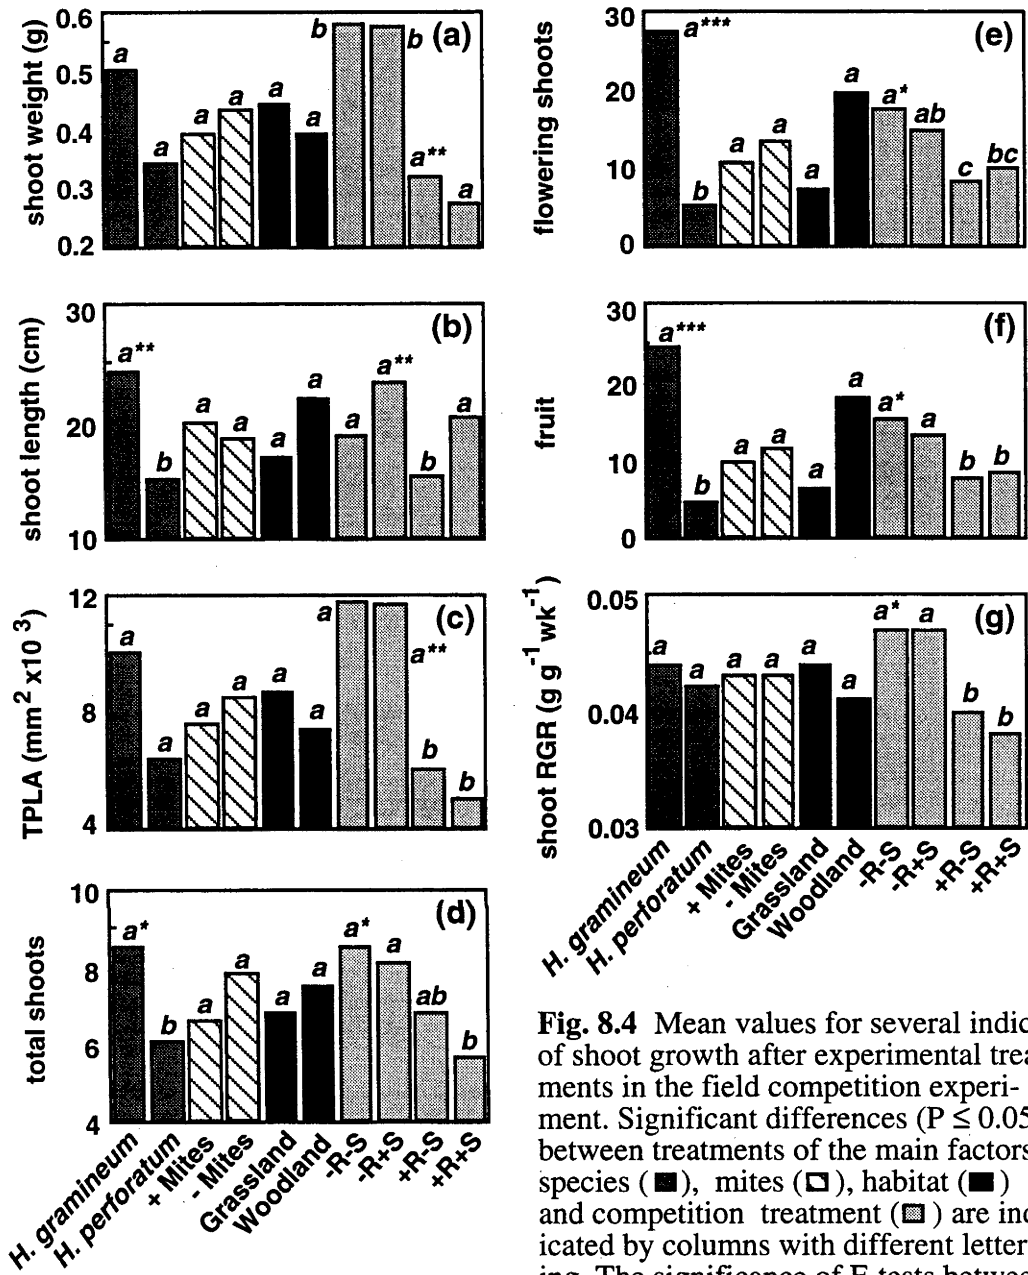 (a)
shoot weight (g)
0.6
0.5
0.4
0.3
0.2
a a a a a a b b a** a
(b)
shoot length (cm)
30
20
10
a** b a a a a a a** b a
(c)
TPLA (mm² x10³)
12
8
4
a a a a a a a a** b b
(d)
total shoots
10
8
6
4
a* b a a a a a* a ab b
H. gramineum
H. perforatum
+ Mites
- Mites
Grassland
Woodland
-R-S
-R+S
+R-S
+R+S
(e)
flowering shoots
30
20
10
0
a*** b a a a a a* ab c bc
(f)
fruit
30
20
10
0
a*** b a a a a a* a b b
(g)
shoot RGR (g g⁻¹ wk⁻¹)
0.05
0.04
0.03
a a a a a a a* a b b
H. gramineum
H. perforatum
+ Mites
- Mites
Grassland
Woodland
-R-S
-R+S
+R-S
+R+S
Fig. 8.4 Mean values for several indic
of shoot growth after experimental trea
ments in the field competition experi-
ment. Significant differences (P ≤ 0.05
between treatments of the main factors
species ( ), mites ( ), habitat ( )
and competition treatment ( ) are ind
icated by columns with different letter
ing. The significance of F-tests betwee